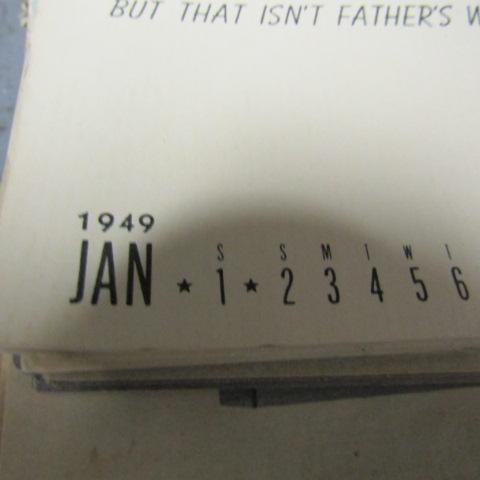 BUT THAT ISN'T FATHER'S
1949
S S M T W T
JAN ★ 1 ★ 2 3 4 5 6